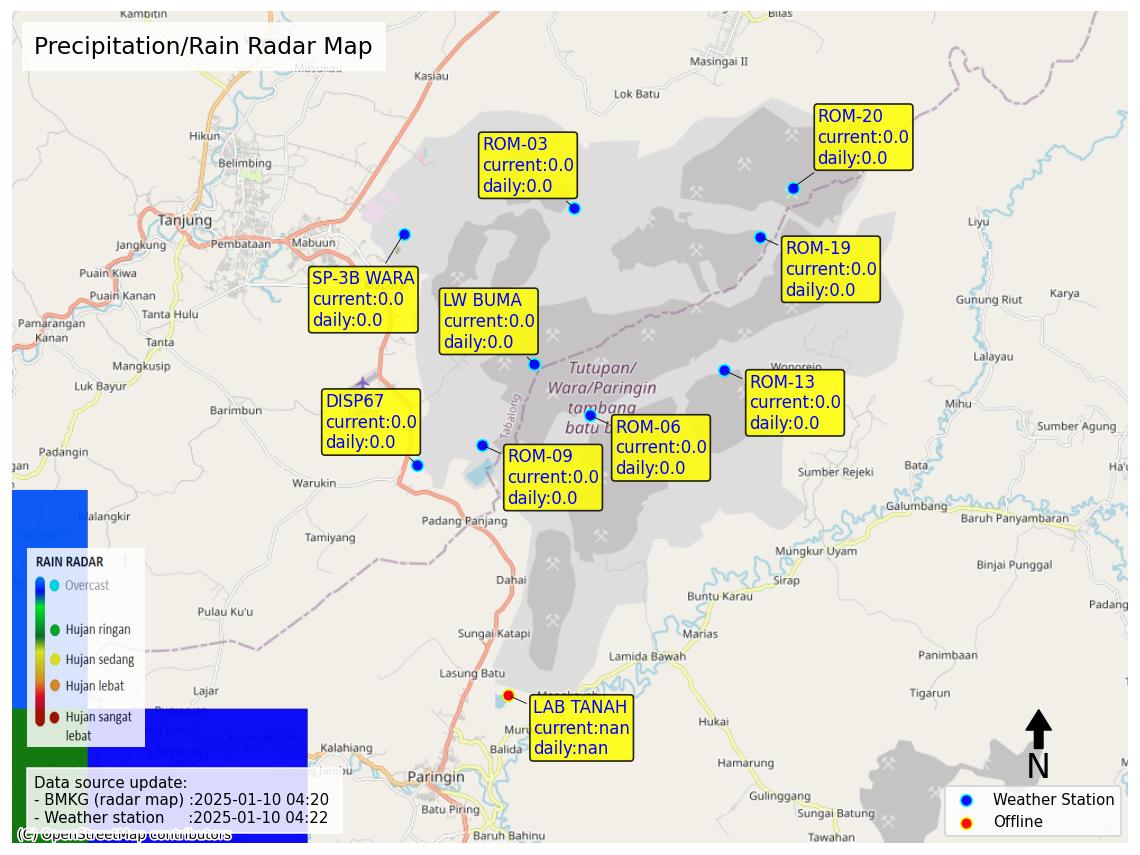 Kambitin
Bilas
Precipitation/Rain Radar Map
Masukau
Kasiau
Masingai II
Lok Batu
ROM-20
current:0.0
daily:0.0
ROM-03
current:0.0
daily:0.0
Hikun
Belimbing
Tanjung
Jangkung
Pembataan
Mabuun
Liyu
ROM-19
current:0.0
daily:0.0
Puain Kiwa
Puain Kanan
SP-3B WARA
current:0.0
daily:0.0
LW BUMA
current:0.0
daily:0.0
Gunung Riut
Karya
Tanta Hulu
Pamarangan
Kanan
Tanta
Mangkusip
Luk Bayur
Lalayau
Wonorejo
Tutupan/
Wara/Paringin
tambang
batu b
ROM-13
current:0.0
daily:0.0
DISP67
current:0.0
daily:0.0
Barimbun
Tabalong
ROM-06
current:0.0
daily:0.0
Mihu
Sumber Agung
ROM-09
current:0.0
daily:0.0
gan
Warukin
Bata
Ha
Sumber Rejeki
Galumbang
Baruh Panyambaran
Walangkir
Padang Panjang
Padangin
Tamiyang
Mungkur Uyam
Binjai Punggal
RAIN RADAR
Overcast
Hujan ringan
Hujan sedang
Hujan lebat
Hujan sangat
lebat
Dahai
Sirap
Buntu Karau
Padang
Pulau Ku'u
Sungai Katapi
Marias
Lamida Bawah
Panimbaan
Lasung Batu
Lajar
Tigarun
LAB TANAH
current:nan
daily:nan
Muru
Balida
Hukai
Kalahiang
Hamarung
N
Paringin
Data source update:
- BMKG (radar map) :2025-01-10 04:20
- Weather station :2025-01-10 04:22
(C) OpenStreetMap contributors
Batu Piring
Gulinggang
Sungai Batung
Baruh Bahinu
Tawahan
Weather Station
Offline